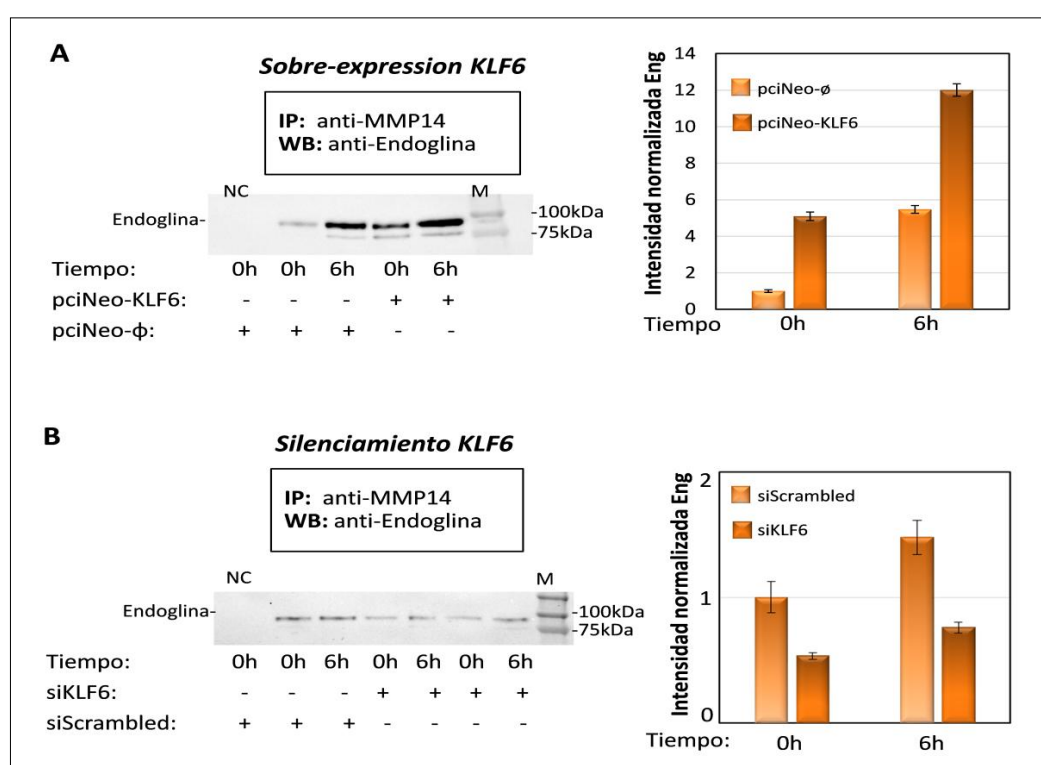 A
Sobre-expression KLF6
IP: anti-MMP14
WB: anti-Endoglina
NC
M
Endoglina-
-100kDa
-75kDa
Tiempo: 0h 0h 6h 0h 6h
pciNeo-KLF6: - - - + +
pciNeo-ϕ: + + + - -
Intensidad normalizada Eng
14
12
10
8
6
4
2
0
pciNeo-ø
pciNeo-KLF6
Tiempo 0h 6h
B
Silenciamiento KLF6
IP: anti-MMP14
WB: anti-Endoglina
NC
M
Endoglina-
-100kDa
-75kDa
Tiempo: 0h 0h 6h 0h 6h 0h 6h
siKLF6: - - - + + + +
siScrambled: + + + - - - -
Intensidad normalizada Eng
2
1
0
siScrambled
siKLF6
Tiempo: 0h 6h